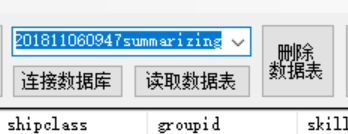 201811060947summarizing
删除
数据表
连接数据库 读取数据表
shipclass groupid skill